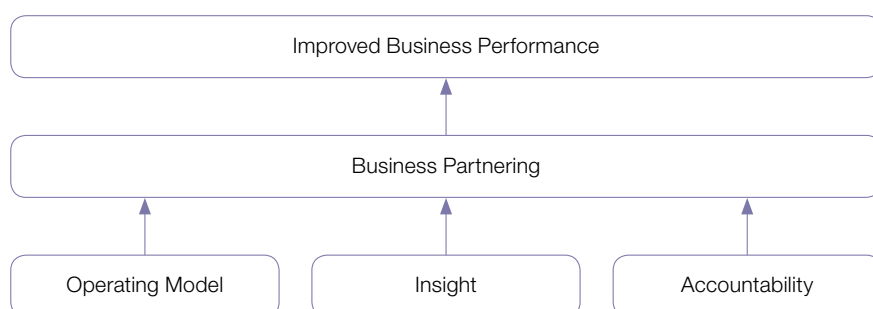 Improved Business Performance
Business Partnering
Operating Model
Insight
Accountability